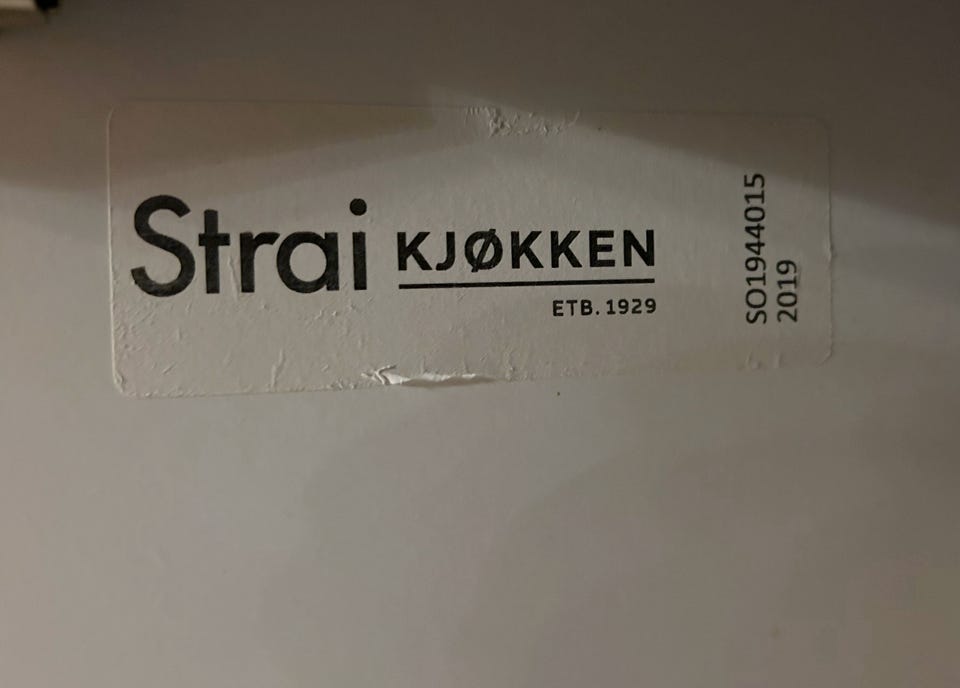 Strai KJØKKEN
ETB. 1929
SO1944015
2019